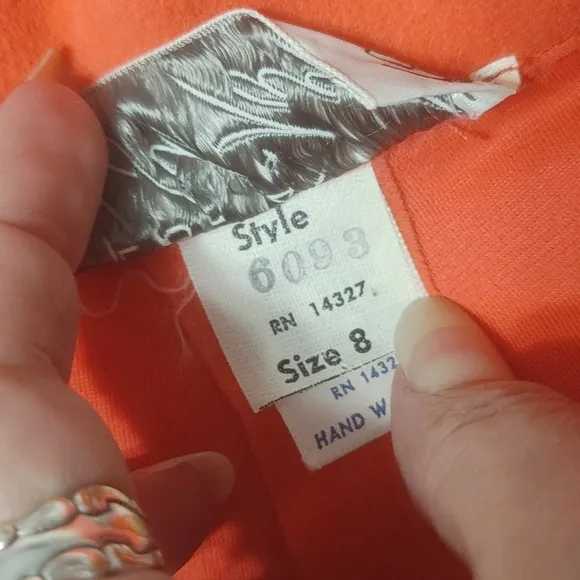 Style
6093
RN 14327
Size 8
RN 1432
HAND W